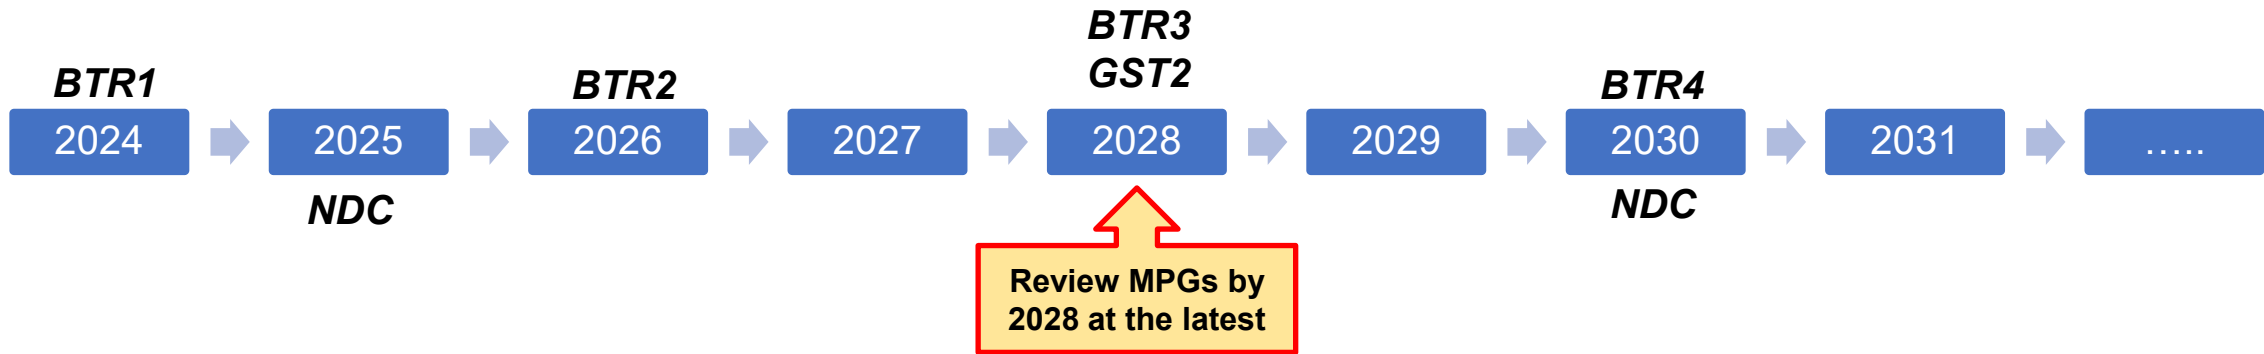 BTR1
2024
2025
NDC
BTR2
2026
2027
BTR3
GST2
2028
Review MPGs by
2028 at the latest
2029
BTR4
2030
NDC
2031
.....